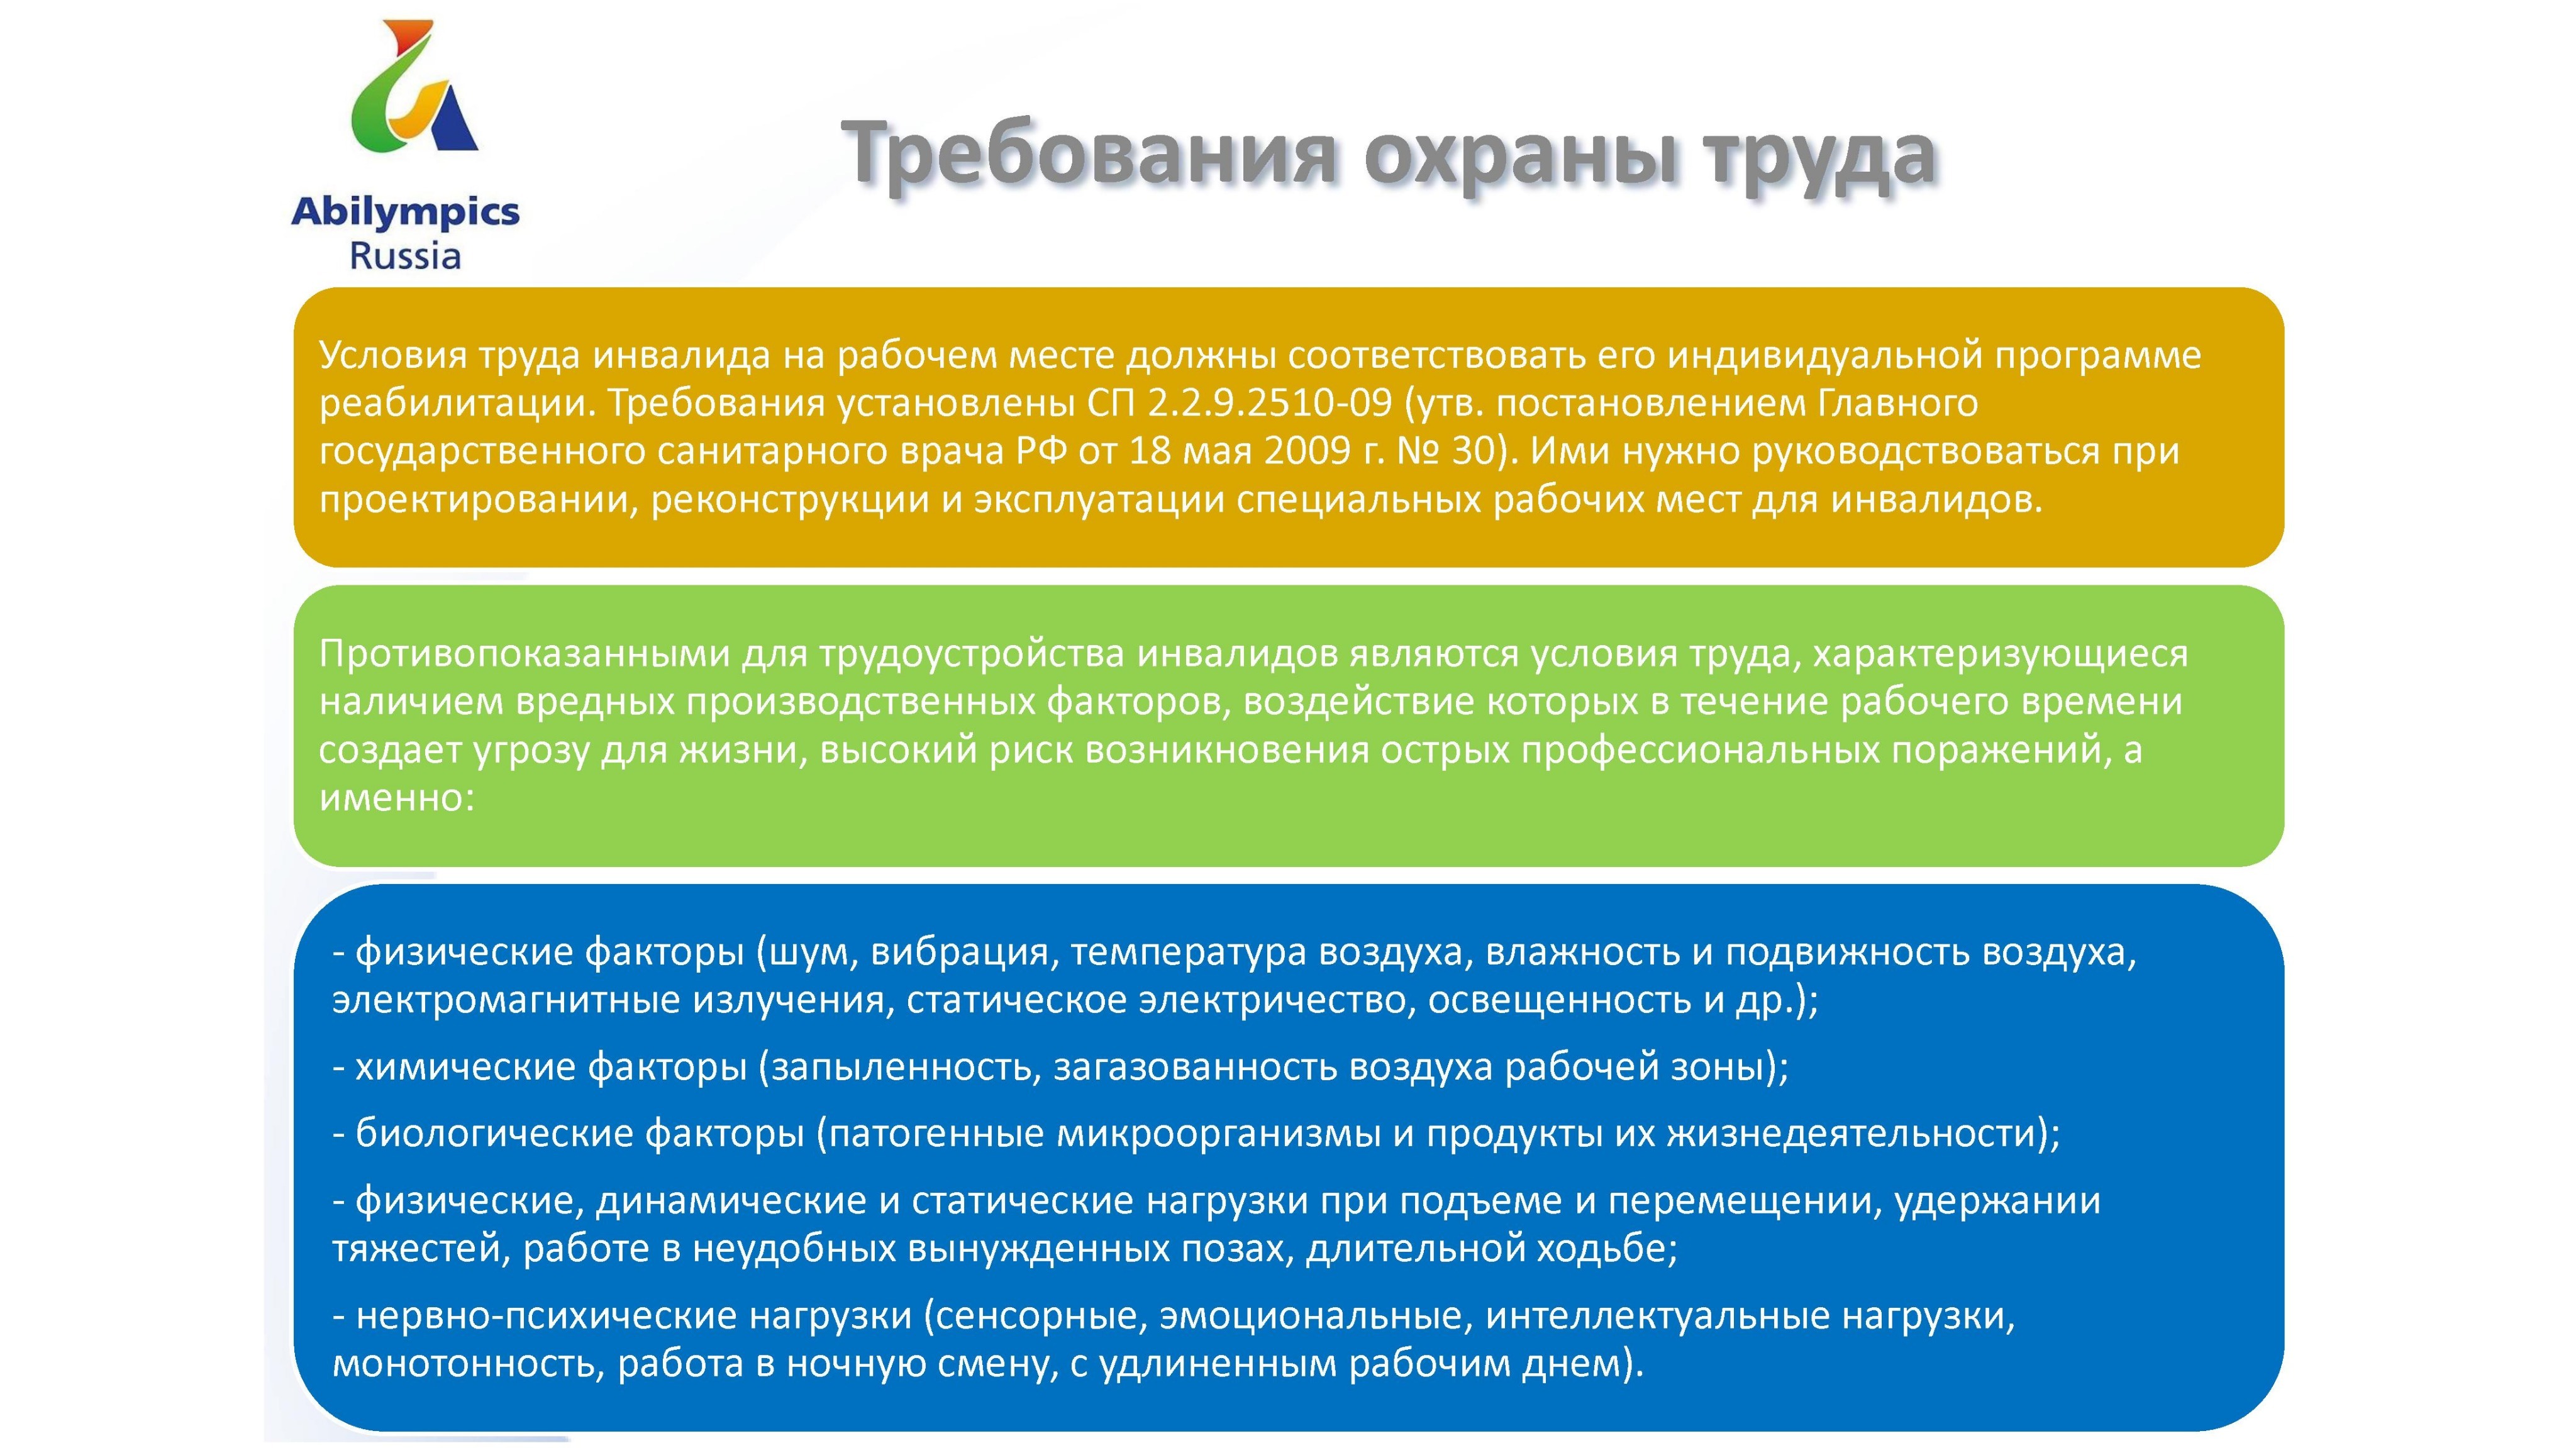 Abilympics
Russia
Требования охраны труда
Условия труда инвалида на рабочем месте должны соответствовать его индивидуальной программе
реабилитации. Требования установлены СП 2.2.9.2510-09 (утв. постановлением Главного
государственного санитарного врача РФ от 18 мая 2009 г. № 30). Ими нужно руководствоваться при
проектировании, реконструкции и эксплуатации специальных рабочих мест для инвалидов.
Противопоказанными для трудоустройства инвалидов являются условия труда, характеризующиеся
наличием вредных производственных факторов, воздействие которых в течение рабочего времени
создает угрозу для жизни, высокий риск возникновения острых профессиональных поражений, а
именно:
- физические факторы (шум, вибрация, температура воздуха, влажность и подвижность воздуха,
электромагнитные излучения, статическое электричество, освещенность и др.);
- химические факторы (запыленность, загазованность воздуха рабочей зоны);
- биологические факторы (патогенные микроорганизмы и продукты их жизнедеятельности);
- физические, динамические и статические нагрузки при подъеме и перемещении, удержании
тяжестей, работе в неудобных вынужденных позах, длительной ходьбе;
- нервно-психические нагрузки (сенсорные, эмоциональные, интеллектуальные нагрузки,
монотонность, работа в ночную смену, с удлиненным рабочим днем).